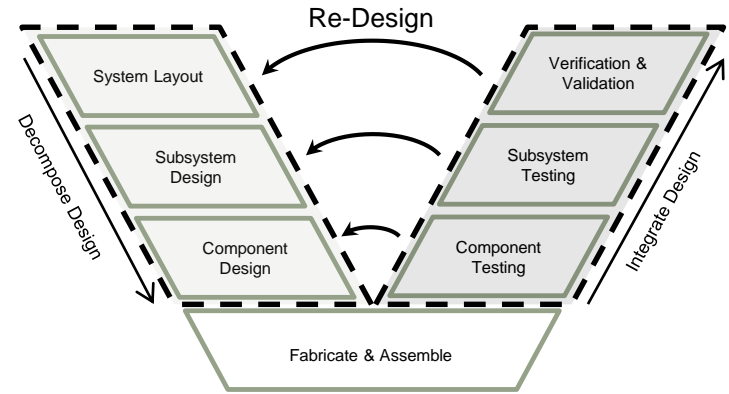 Re-Design
System Layout
Verification &
Validation
Decompose Design
Subsystem
Design
Subsystem
Testing
Integrate Design
Component
Design
Component
Testing
Fabricate & Assemble